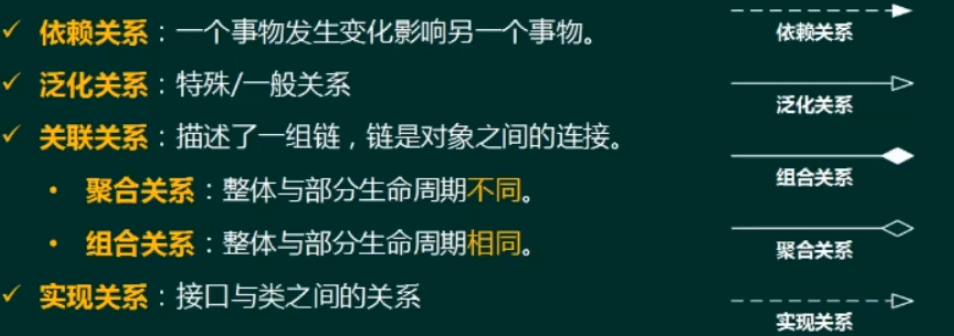 ✓ 依赖关系：一个事物发生变化影响另一个事物。
✓ 泛化关系：特殊/一般关系
✓ 关联关系：描述了一组链，链是对象之间的连接。
• 聚合关系：整体与部分生命周期不同。
• 组合关系：整体与部分生命周期相同。
✓ 实现关系：接口与类之间的关系
依赖关系
泛化关系
组合关系
聚合关系
实现关系